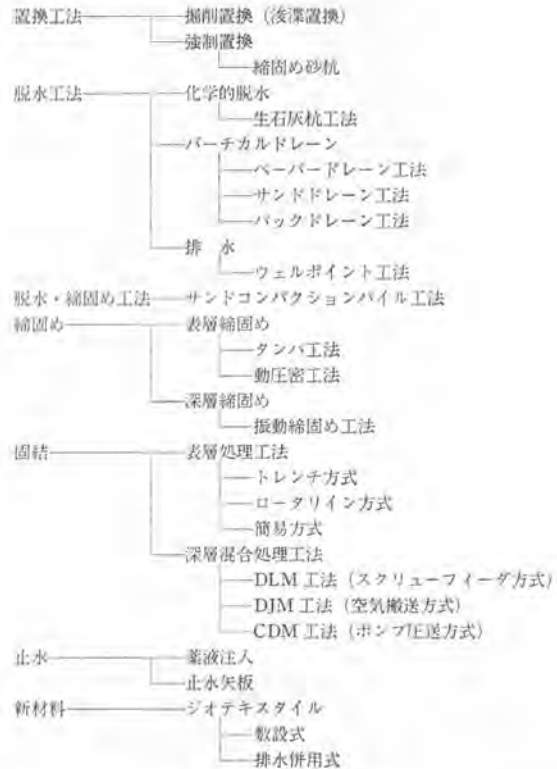 置換工法 掘削置換（浚渫置換）
強制置換
締固め砂杭
脱水工法 化学的脱水
生石灰杭工法
バーチカルドレーン
ペーパードレーン工法
サンドドレーン工法
パックドレーン工法
排 水
ウェルポイント工法
脱水・締固め工法 サンドコンパクションパイル工法
締固め 表層締固め
タンパ工法
動圧密工法
深層締固め
振動締固め工法
固結 表層処理工法
トレンチ方式
ロータリイン方式
簡易方式
深層混合処理工法
DLM 工法（スクリューフィーダ方式）
DJM 工法（空気搬送方式）
CDM 工法（ポンプ圧送方式）
止水 薬液注入
止水矢板
新材料 ジオテキスタイル
敷設式
排水併用式